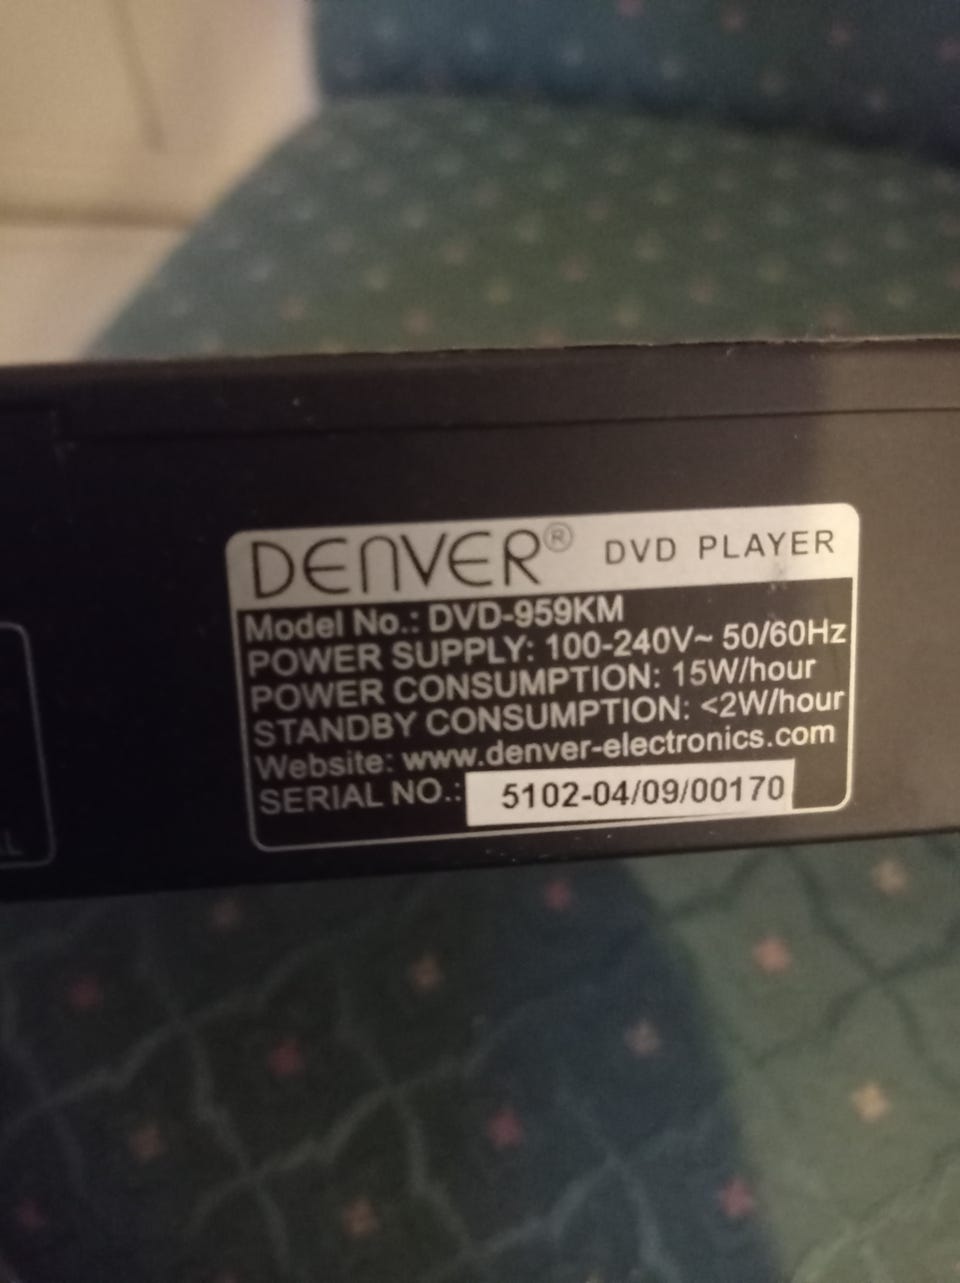 DENVER® DVD PLAYER
Model No.: DVD-959KM
POWER SUPPLY: 100-240V~ 50/60Hz
POWER CONSUMPTION: 15W/hour
STANDBY CONSUMPTION: <2W/hour
Website: www.denver-electronics.com
SERIAL NO.: 5102-04/09/00170